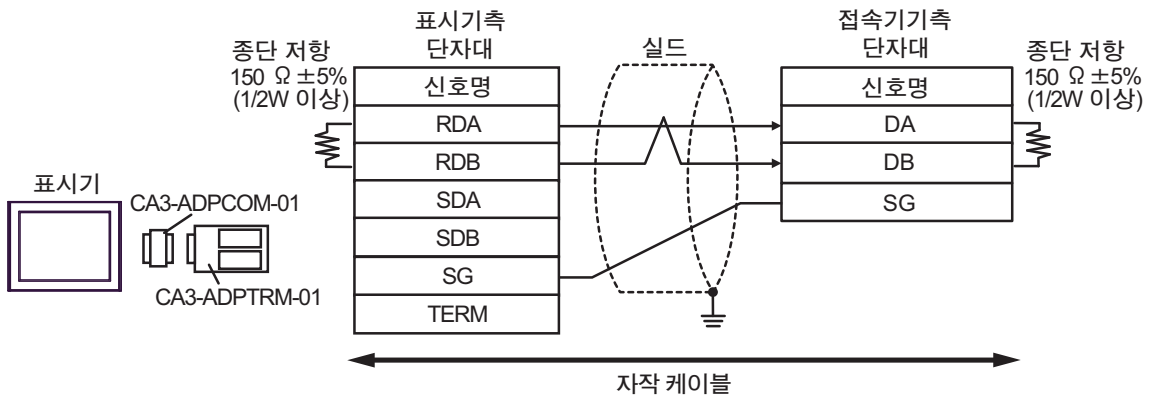 표시기
CA3-ADPCOM-01
CA3-ADPTRM-01
종단 저항
150 Ω ±5%
(1/2W 이상)
표시기측
단자대
신호명
RDA
RDB
SDA
SDB
SG
TERM
실드
접속기기측
단자대
신호명
DA
DB
SG
종단 저항
150 Ω ±5%
(1/2W 이상)
자작 케이블